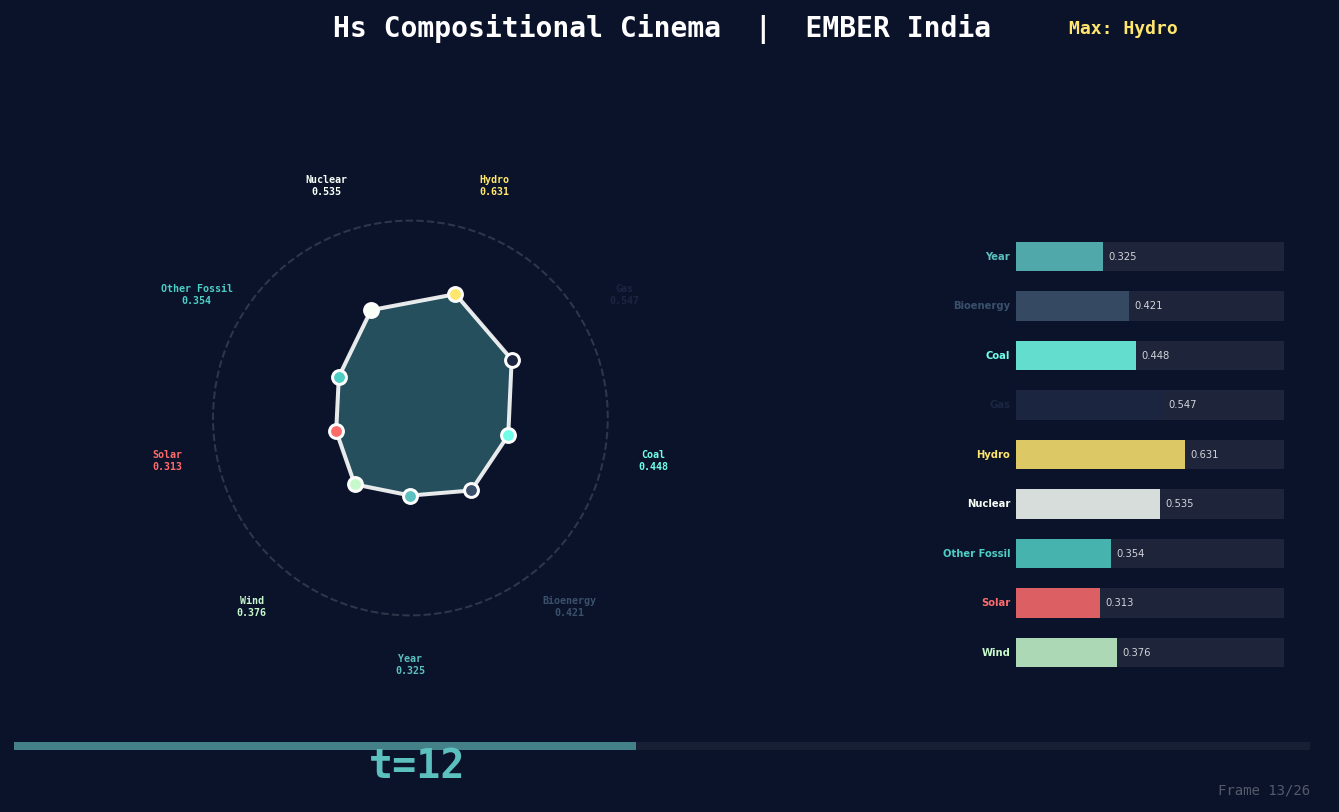 Hs Compositional Cinema | EMBER India
Max: Hydro
Nuclear
0.535
Hydro
0.631
Other Fossil
0.354
Gas
0.547
Solar
0.313
Coal
0.448
Wind
0.376
Bioenergy
0.421
Year
0.325
Year 0.325
Bioenergy 0.421
Coal 0.448
Gas 0.547
Hydro 0.631
Nuclear 0.535
Other Fossil 0.354
Solar 0.313
Wind 0.376
t=12
Frame 13/26